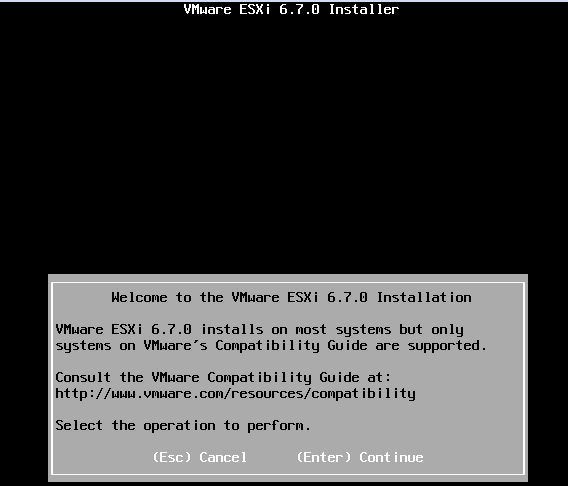 VMware ESXi 6.7.0 Installer
Welcome to the VMware ESXi 6.7.0 Installation
VMware ESXi 6.7.0 installs on most systems but only
systems on VMware's Compatibility Guide are supported.
Consult the VMware Compatibility Guide at:
http://www.vmware.com/resources/compatibility
Select the operation to perform.
(Esc) Cancel (Enter) Continue